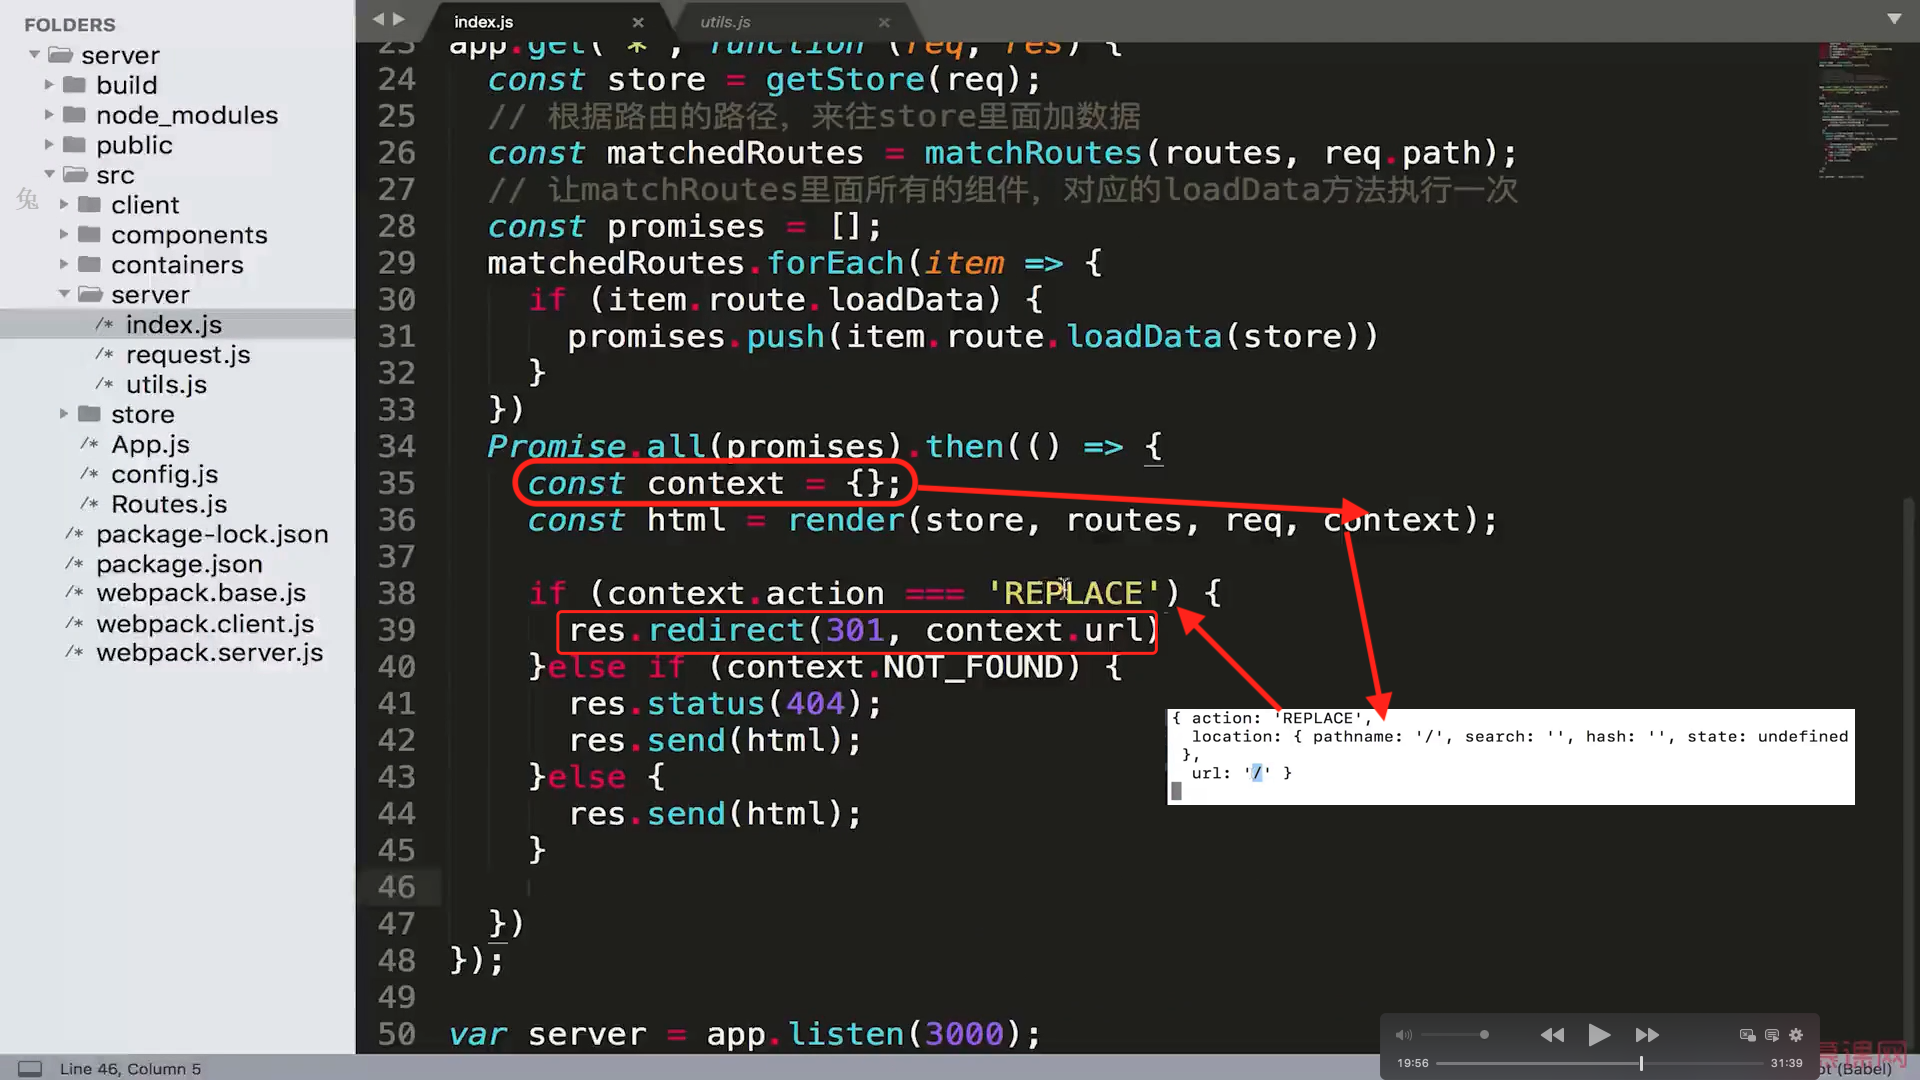 FOLDERS
server
build
node_modules
public
src
client
components
containers
server
/* index.js
/* request.js
/* utils.js
store
/* App.js
/* config.js
/* Routes.js
/* package-lock.json
/* package.json
/* webpack.base.js
/* webpack.client.js
/* webpack.server.js
兔
index.js ×
utils.js ×
23 app.get('*', function (req, res) {
24 const store = getStore(req);
25 // 根据路由的路径，来往store里面加数据
26 const matchedRoutes = matchRoutes(routes, req.path);
27 // 让matchRoutes里面所有的组件，对应的loadData方法执行一次
28 const promises = [];
29 matchedRoutes.forEach(item => {
30 if (item.route.loadData) {
31 promises.push(item.route.loadData(store))
32 }
33 })
34 Promise.all(promises).then(() => {
35 const context = {};
36 const html = render(store, routes, req, context);
37
38 if (context.action === 'REPLACE') {
39 res.redirect(301, context.url)
40 }else if (context.NOT_FOUND) {
41 res.status(404);
42 res.send(html);
43 }else {
44 res.send(html);
45 }
46
47 })
48 });
49
50 var server = app.listen(3000);
{ action: 'REPLACE',
location: { pathname: '/', search: '', hash: '', state: undefined
},
url: '/' }
19:56
31:39
慕课网
Line 46, Column 5
pt (Babel)